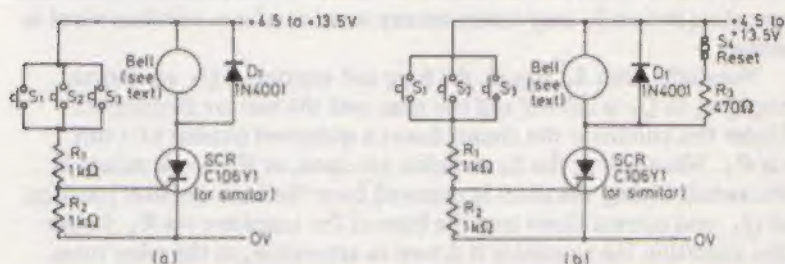 +4.5 to +13.5V
Bell
(see
text)
D1
1N4001
S1
S2
S3
R1
1kΩ
R2
1kΩ
SCR
C106Y1
(or similar)
0V
(a)
+4.5 to
+13.5V
S4
Reset
R3
470Ω
Bell
(see
text)
D1
1N4001
S1
S2
S3
R1
1kΩ
R2
1kΩ
SCR
C106Y1
(or similar)
0V
(b)